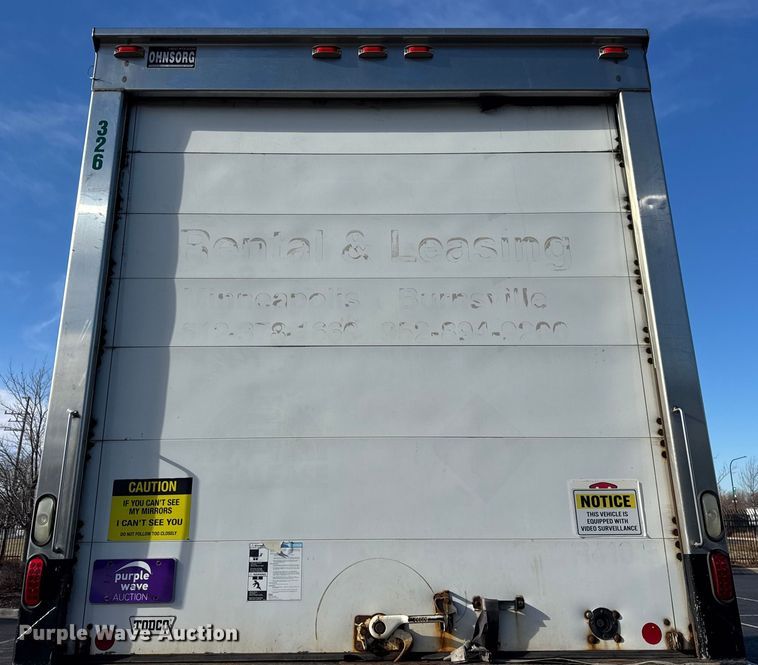 OHNSORG
326
Rental & Leasing
Minneapolis Burnsville
CAUTION
IF YOU CAN'T SEE
MY MIRRORS
I CAN'T SEE YOU
DO NOT FOLLOW TOO CLOSELY
NOTICE
THIS VEHICLE IS
EQUIPPED WITH
VIDEO SURVEILLANCE
purple
wave
AUCTION
TODCO
Purple Wave Auction